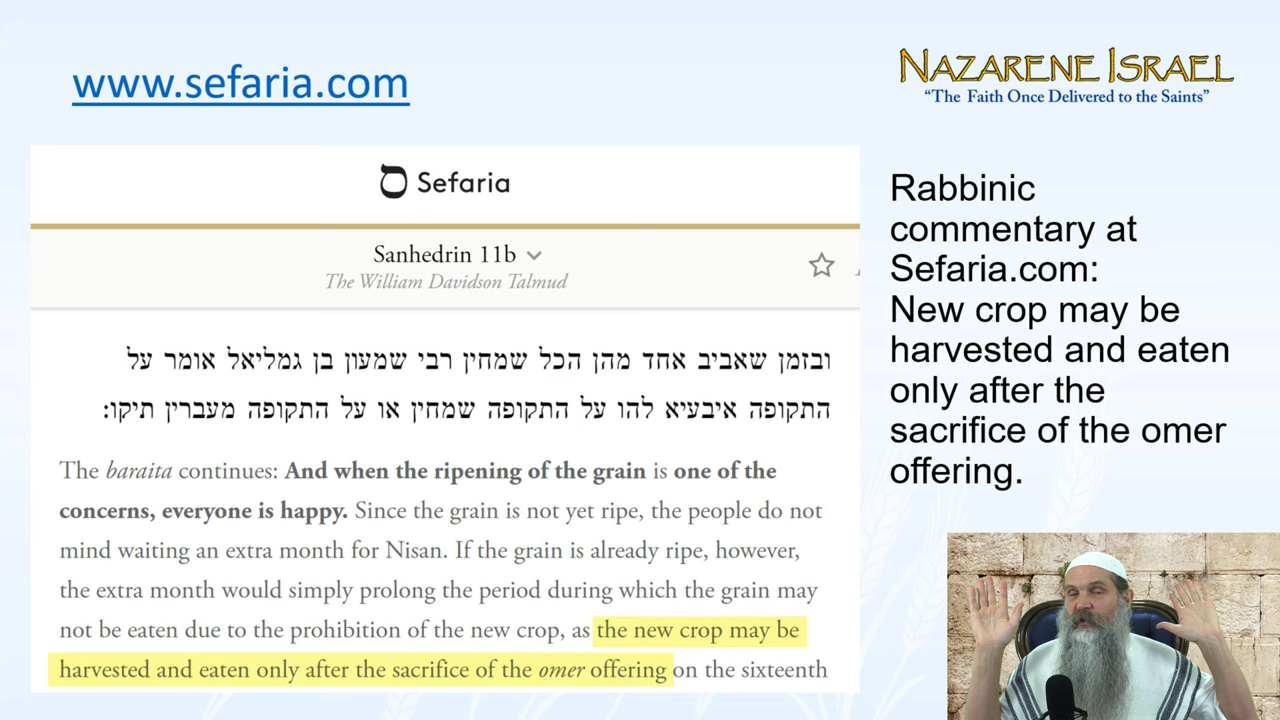 www.sefaria.com
NAZARENE ISRAEL
“The Faith Once Delivered to the Saints”
Sefaria
Sanhedrin 11b
The William Davidson Talmud
ובזמן שאביב אחד מהן הכל שמחין רבי שמעון בן גמליאל אומר על
התקופה איבעיא להו על התקופה שמחין או על התקופה מעברין תיקו:
The baraita continues: And when the ripening of the grain is one of the
concerns, everyone is happy. Since the grain is not yet ripe, the people do not
mind waiting an extra month for Nisan. If the grain is already ripe, however,
the extra month would simply prolong the period during which the grain may
not be eaten due to the prohibition of the new crop, as the new crop may be
harvested and eaten only after the sacrifice of the omer offering on the sixteenth
Rabbinic
commentary at
Sefaria.com:
New crop may be
harvested and eaten
only after the
sacrifice of the omer
offering.